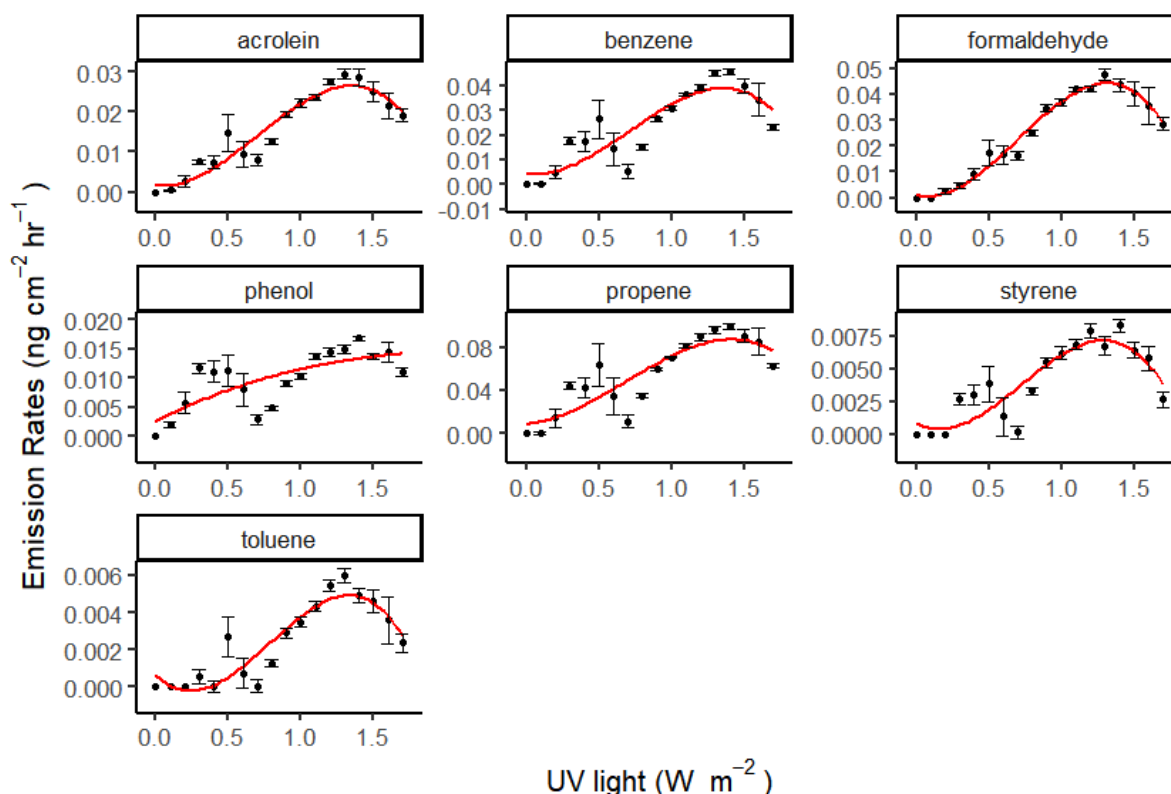 acrolein benzene formaldehyde
0.03 0.04 0.05
0.02 0.03 0.04
0.01 0.02 0.03
0.00 0.01 0.02
0.00 0.01
-0.01 0.00
0.0 0.5 1.0 1.5 0.0 0.5 1.0 1.5 0.0 0.5 1.0 1.5
phenol propene styrene
0.020 0.08 0.0075
0.015 0.04 0.0050
0.010 0.00 0.0025
0.005 0.0000
0.000
0.0 0.5 1.0 1.5 0.0 0.5 1.0 1.5 0.0 0.5 1.0 1.5
toluene
0.006
0.004
0.002
0.000
0.0 0.5 1.0 1.5
Emission Rates (ng cm⁻² hr⁻¹)
UV light (W m⁻²)